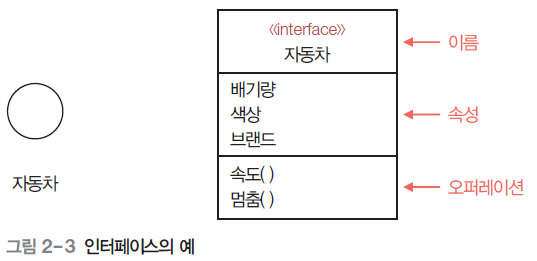 《interface》
자동차
이름
배기량
색상
브랜드
속성
속도( )
멈춤( )
오퍼레이션
자동차
그림 2-3 인터페이스의 예